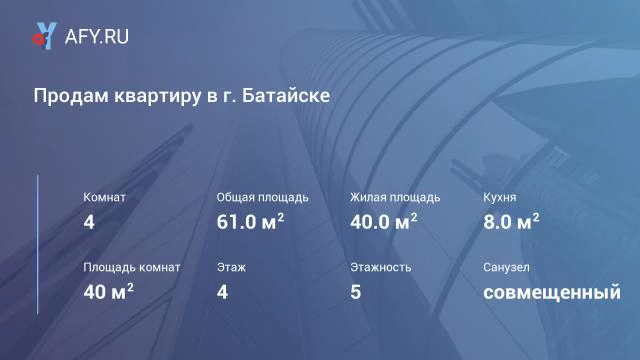 AFY.RU
Продам квартиру в г. Батайске
Комнат Общая площадь Жилая площадь Кухня
4 61.0 м² 40.0 м² 8.0 м²
Площадь комнат Этаж Этажность Санузел
40 м² 4 5 совмещенный